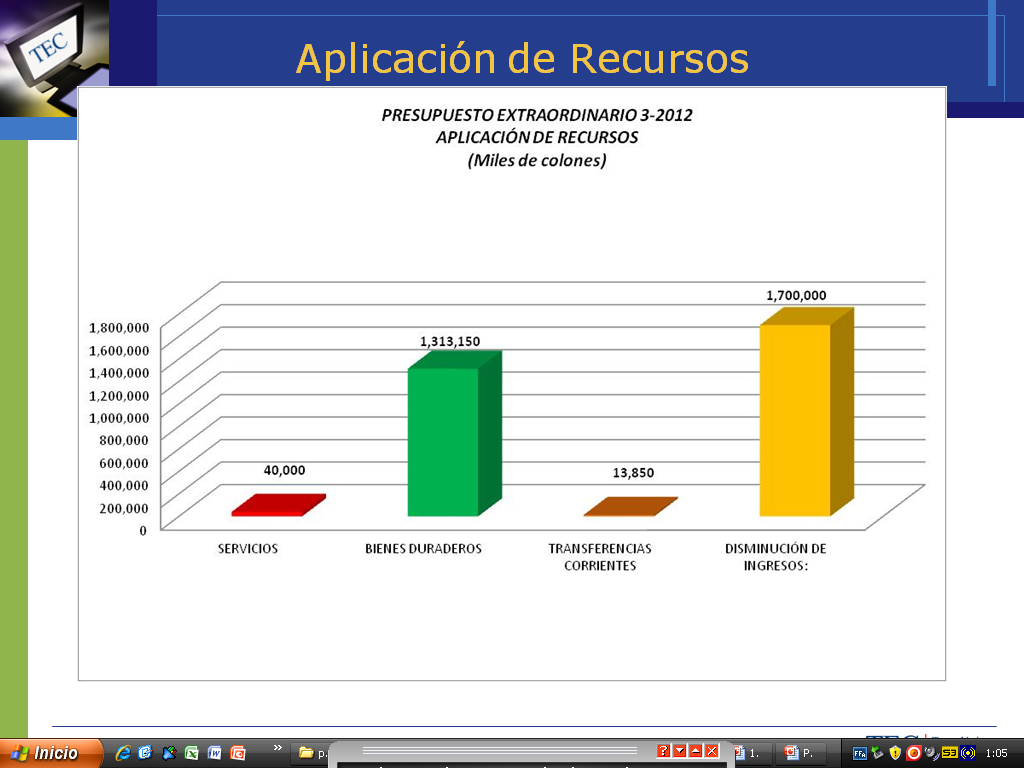 TEC
Aplicación de Recursos
PRESUPUESTO EXTRAORDINARIO 3-2012
APLICACIÓN DE RECURSOS
(Miles de colones)
1,800,000
1,600,000
1,400,000
1,200,000
1,000,000
800,000
600,000
400,000
200,000
0
40,000
1,313,150
13,850
1,700,000
SERVICIOS
BIENES DURADEROS
TRANSFERENCIAS
CORRIENTES
DISMINUCIÓN DE
INGRESOS:
Inicio
p.
1.
P.
1:05